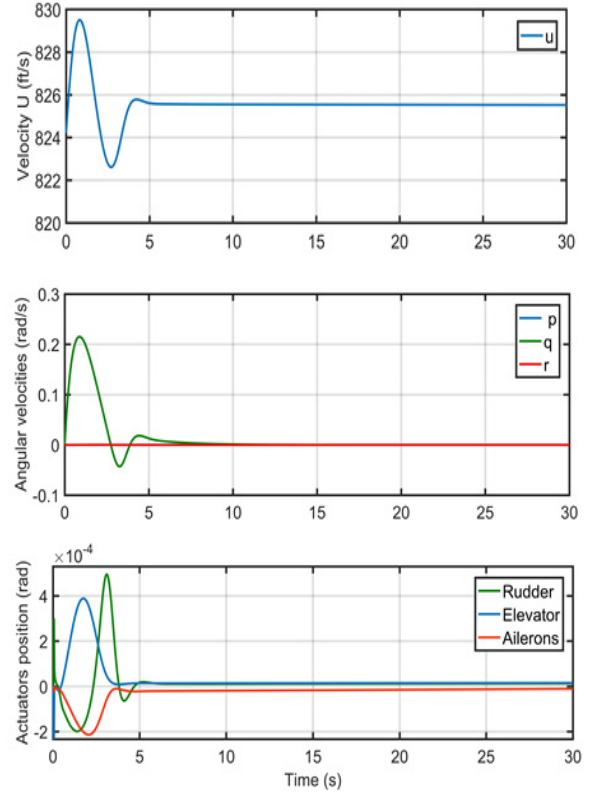 830
828
826
824
822
820
Velocity U (ft/s)
u
0 5 10 15 20 25 30
0.3
0.2
0.1
0
-0.1
Angular velocities (rad/s)
p
q
r
0 5 10 15 20 25 30
×10⁻⁴
4
2
0
-2
Actuators position (rad)
Rudder
Elevator
Ailerons
0 5 10 15 20 25 30
Time (s)